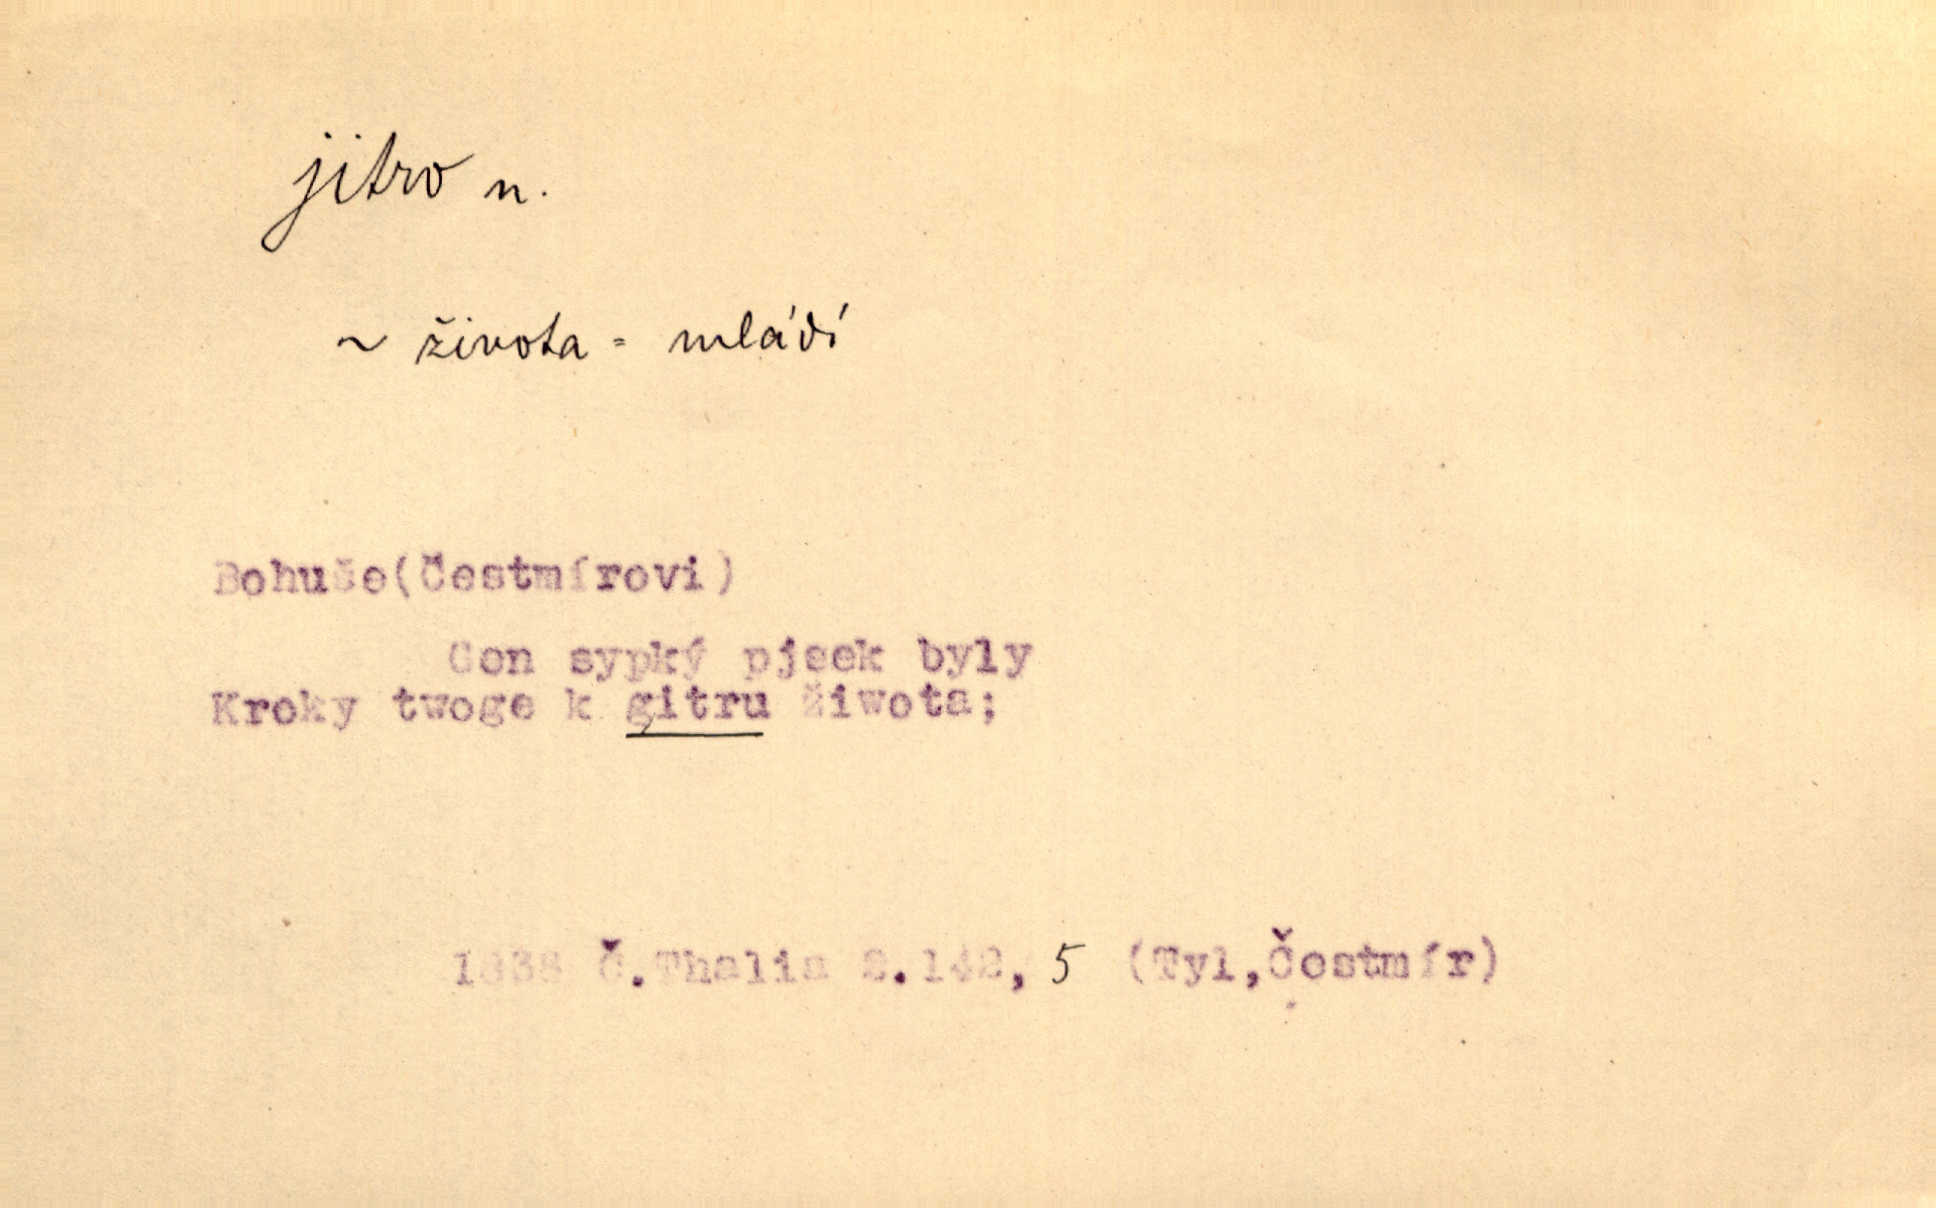 jitro n.
~ života = mládí
Bohuše(Čestmírovi)
Gen sypký pjsek byly
Kroky twoge k gitru žiwota;
1838 Č.Thalia 2.142, 5 (Tyl,Čestmír)